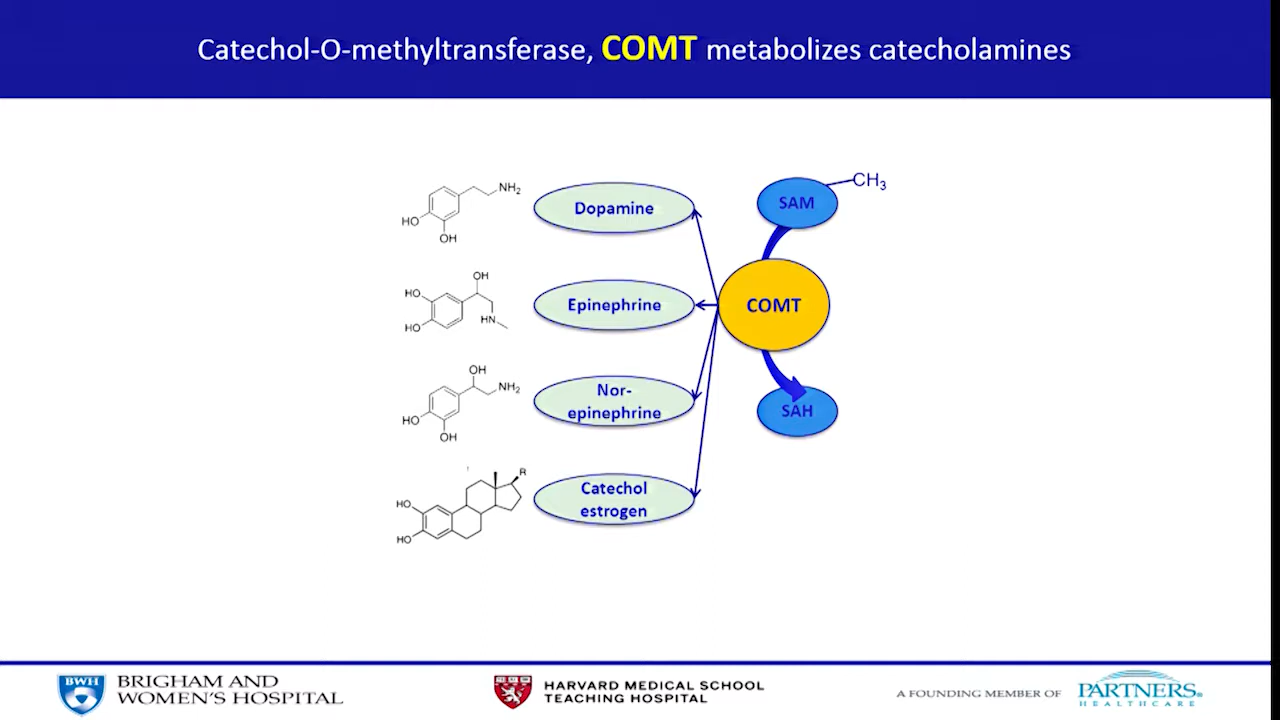 Catechol-O-methyltransferase, COMT metabolizes catecholamines
NH2
HO
OH
Dopamine
SAM
CH3
OH
HO
HO
HN
Epinephrine
COMT
OH
NH2
HO
OH
Nor-
epinephrine
SAH
R
HO
HO
Catechol
estrogen
BWH
BRIGHAM AND
WOMEN'S HOSPITAL
HARVARD MEDICAL SCHOOL
TEACHING HOSPITAL
A FOUNDING MEMBER OF
PARTNERS
HEALTHCARE